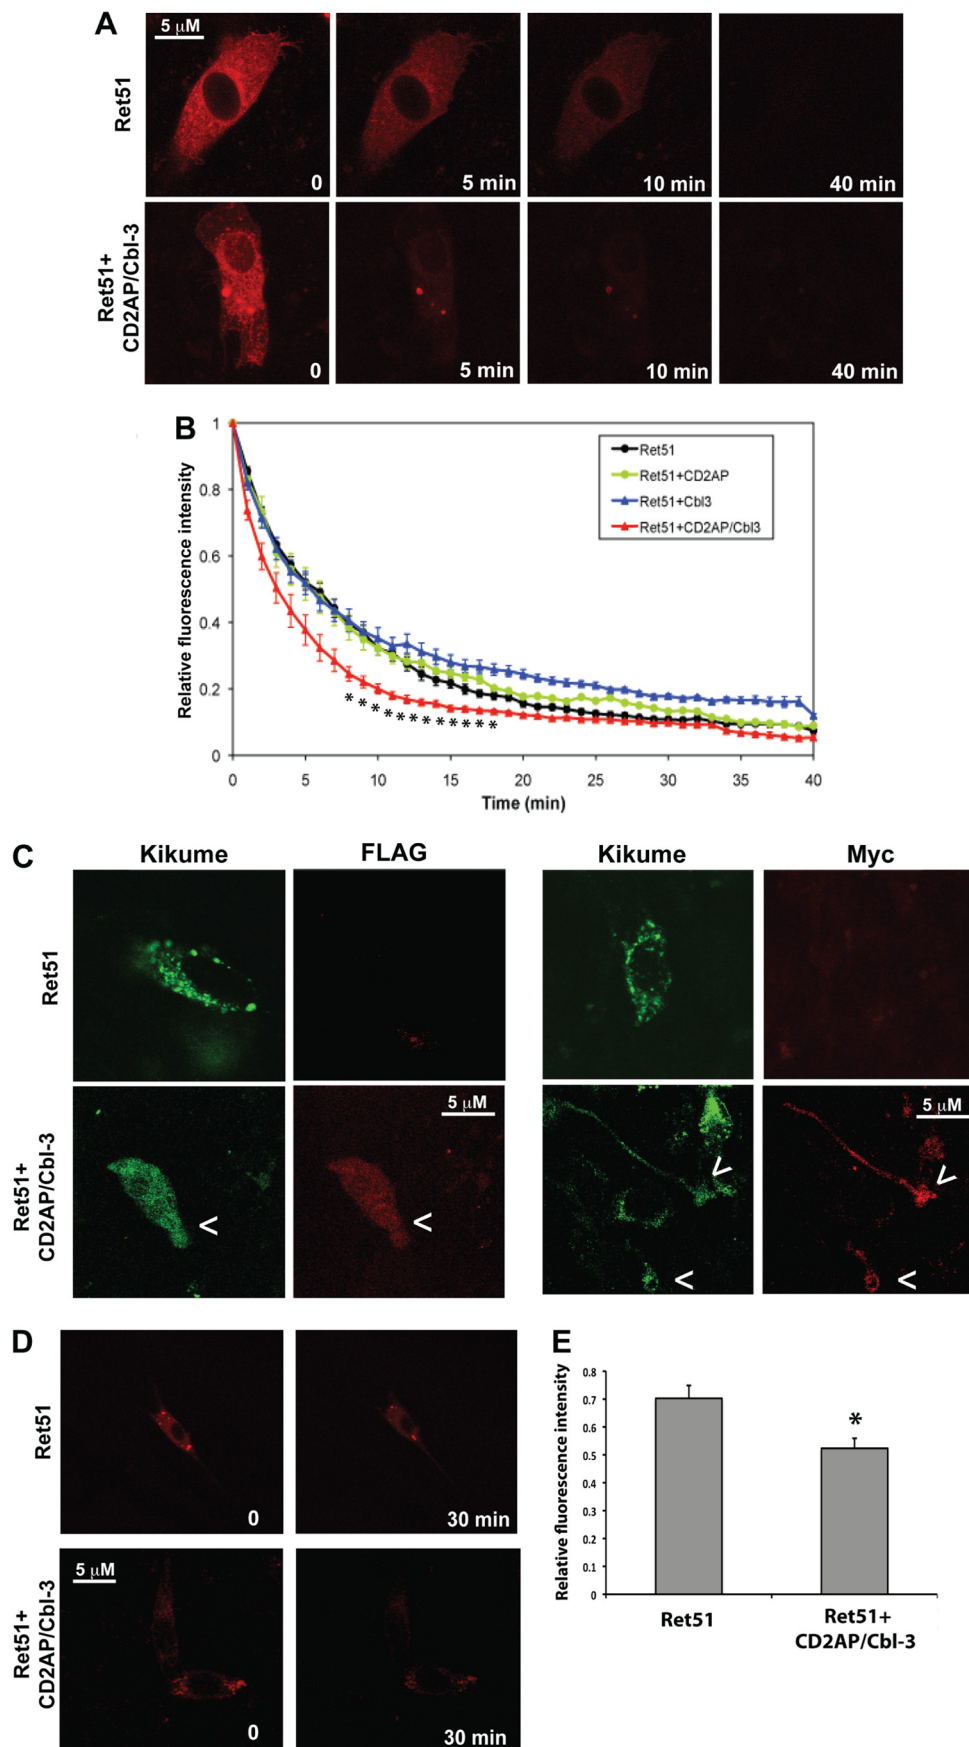 A
5 µM
Ret51
0
5 min
10 min
40 min
Ret51+
CD2AP/Cbl-3
0
5 min
10 min
40 min
B
Relative fluorescence intensity
1
0.8
0.6
0.4
0.2
0
Ret51
Ret51+CD2AP
Ret51+Cbl3
Ret51+CD2AP/Cbl3
* * * * * * * * * * *
0 5 10 15 20 25 30 35 40
Time (min)
C
Kikume FLAG Kikume Myc
Ret51
Ret51+
CD2AP/Cbl-3
5 µM
5 µM
<
<
<
<
<
<
D
Ret51
0
30 min
Ret51+
CD2AP/Cbl-3
5 µM
0
30 min
E
Relative fluorescence intensity
0.8
0.7
0.6
0.5
0.4
0.3
0.2
0.1
0
*
Ret51
Ret51+
CD2AP/Cbl-3